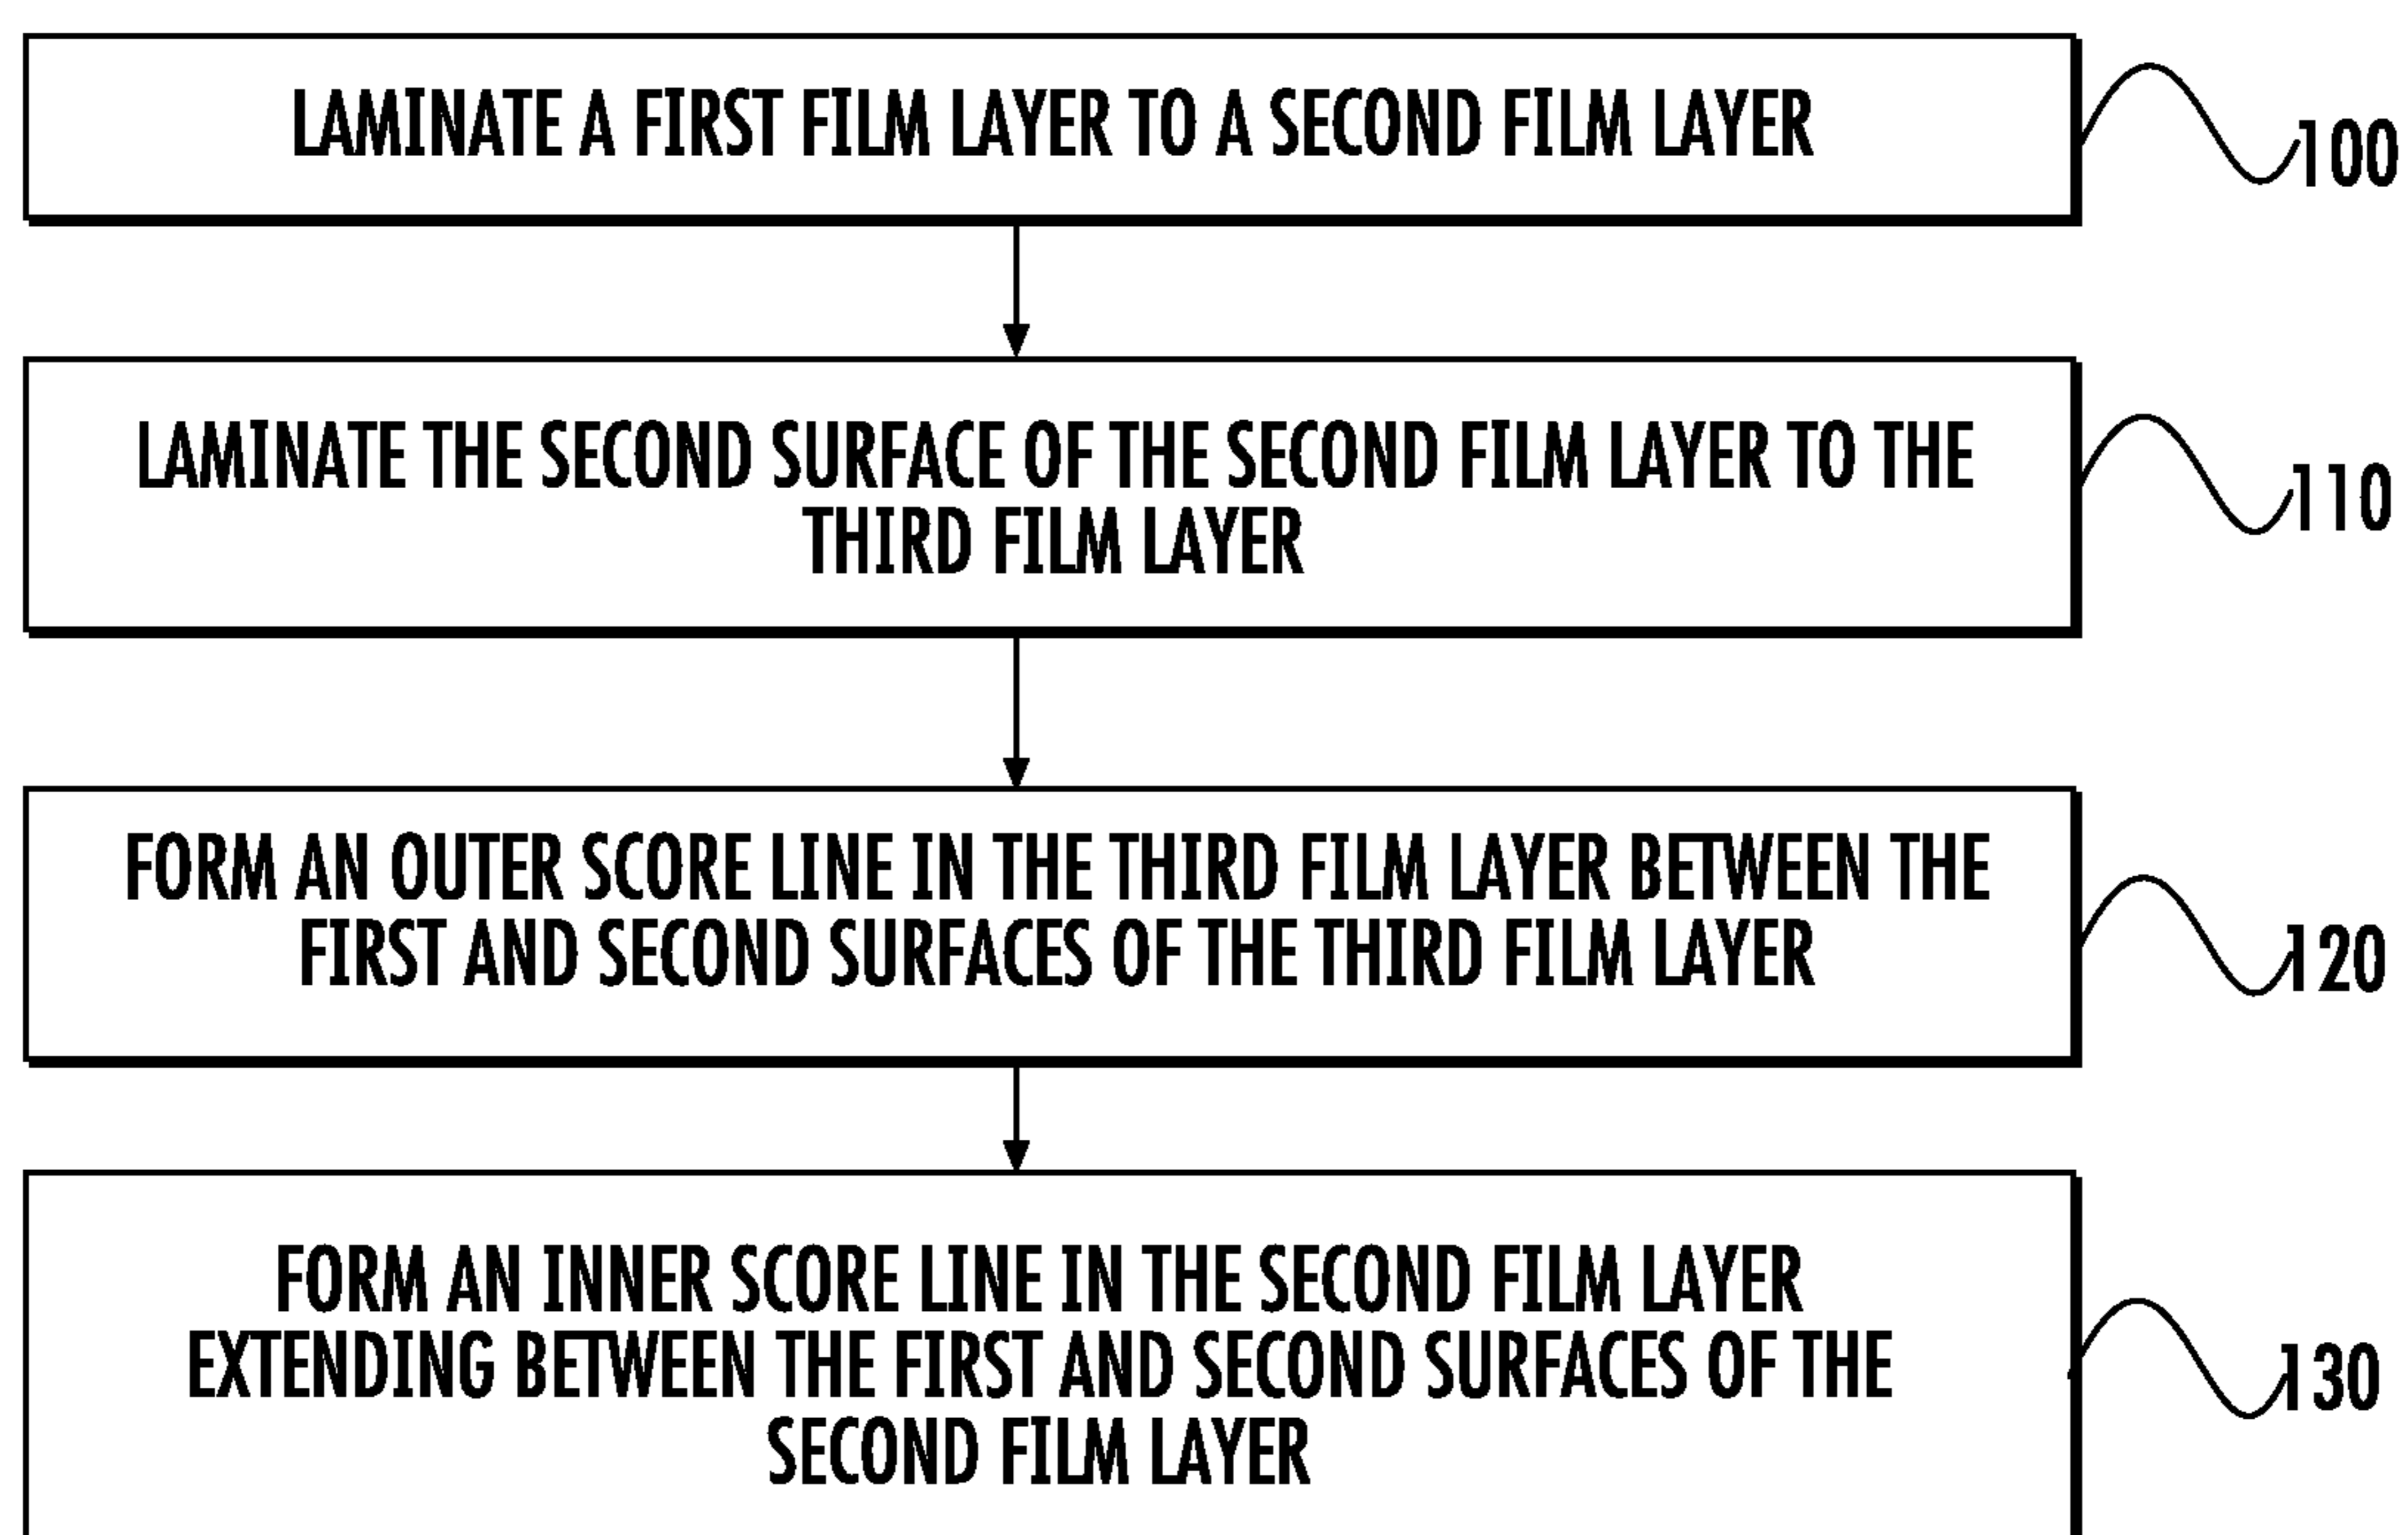 LAMINATE A FIRST FILM LAYER TO A SECOND FILM LAYER
100
LAMINATE THE SECOND SURFACE OF THE SECOND FILM LAYER TO THE
THIRD FILM LAYER
110
FORM AN OUTER SCORE LINE IN THE THIRD FILM LAYER BETWEEN THE
FIRST AND SECOND SURFACES OF THE THIRD FILM LAYER
120
FORM AN INNER SCORE LINE IN THE SECOND FILM LAYER
EXTENDING BETWEEN THE FIRST AND SECOND SURFACES OF THE
SECOND FILM LAYER
130